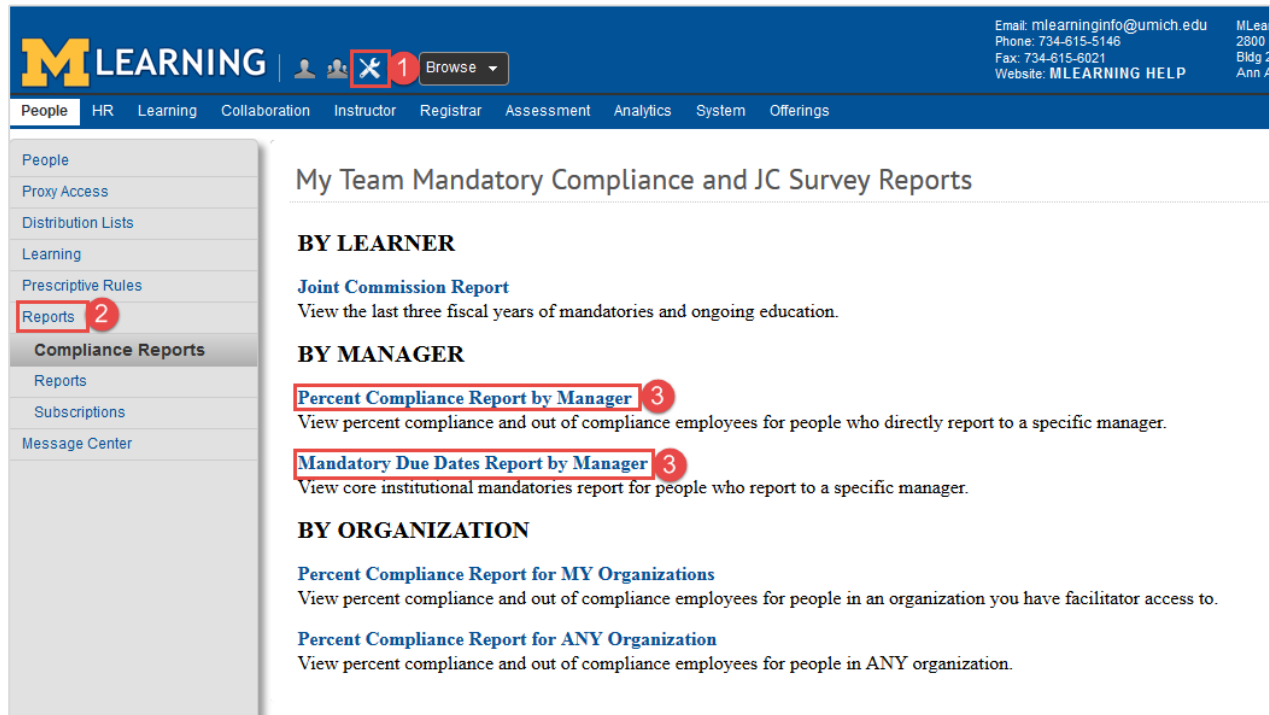 Email: mlearninginfo@umich.edu
Phone: 734-615-5146
Fax: 734-615-6021
Website: MLEARNING HELP
MLea
2800
Bldg 2
Ann A
MLEARNING
1
Browse
People HR Learning Collaboration Instructor Registrar Assessment Analytics System Offerings
People
Proxy Access
Distribution Lists
Learning
Prescriptive Rules
Reports 2
Compliance Reports
Reports
Subscriptions
Message Center
My Team Mandatory Compliance and JC Survey Reports
BY LEARNER
Joint Commission Report
View the last three fiscal years of mandatories and ongoing education.
BY MANAGER
Percent Compliance Report by Manager 3
View percent compliance and out of compliance employees for people who directly report to a specific manager.
Mandatory Due Dates Report by Manager 3
View core institutional mandatories report for people who report to a specific manager.
BY ORGANIZATION
Percent Compliance Report for MY Organizations
View percent compliance and out of compliance employees for people in an organization you have facilitator access to.
Percent Compliance Report for ANY Organization
View percent compliance and out of compliance employees for people in ANY organization.